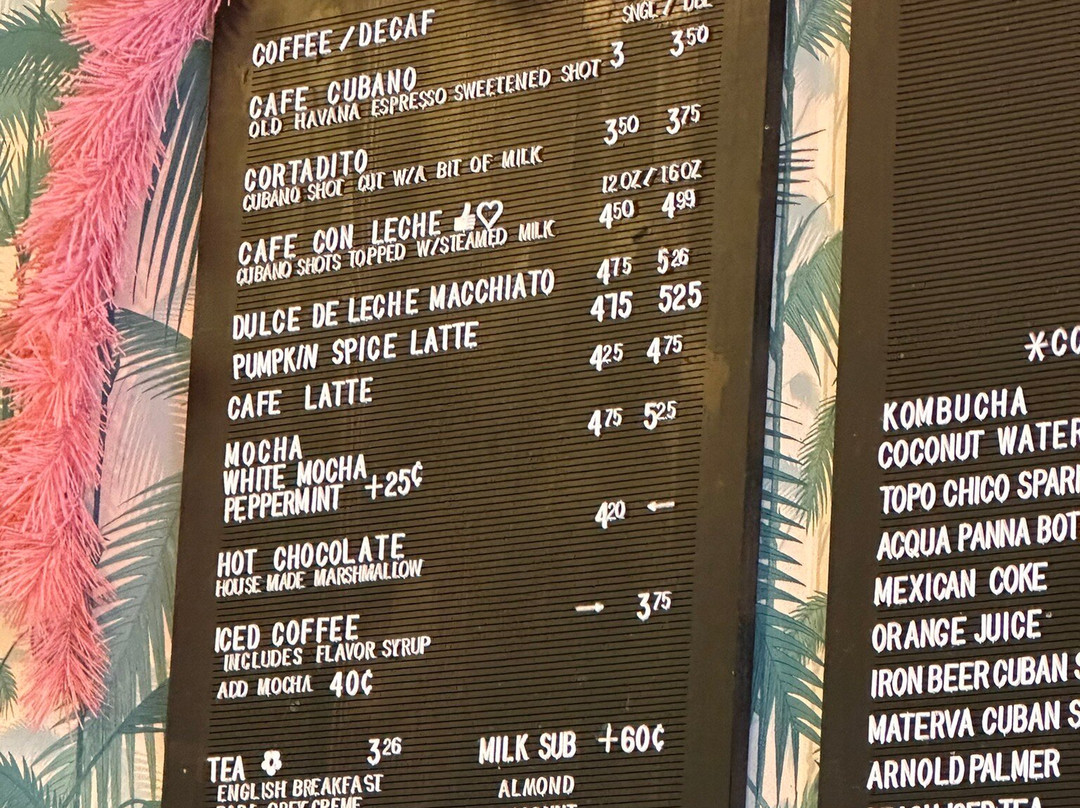 SNGL / DBL
COFFEE / DECAF
CAFE CUBANO 3 3⁵⁰
OLD HAVANA ESPRESSO SWEETENED SHOT
CORTADITO 3⁵⁰ 3⁷⁵
CUBANO SHOT CUT W/A BIT OF MILK
12 OZ / 16 OZ
CAFE CON LECHE 👍♡ 4⁵⁰ 4⁹⁹
CUBANO SHOTS TOPPED W/STEAMED MILK
DULCE DE LECHE MACCHIATO 4⁷⁵ 5²⁶
PUMPKIN SPICE LATTE 475 525
CAFE LATTE 4²⁵ 4⁷⁵
MOCHA 4⁷⁵ 5²⁵
WHITE MOCHA
PEPPERMINT +25¢
HOT CHOCOLATE 4²⁰ ←
HOUSE MADE MARSHMALLOW
ICED COFFEE → 3⁷⁵
INCLUDES FLAVOR SYRUP
ADD MOCHA 40¢
TEA 3²⁶
ENGLISH BREAKFAST
MILK SUB +60¢
ALMOND
KOMBUCHA
COCONUT WATER
TOPO CHICO
ACQUA PANNA
MEXICAN COKE
ORANGE JUICE
IRON BEER CUBAN
MATERVA CUBAN
ARNOLD PALMER